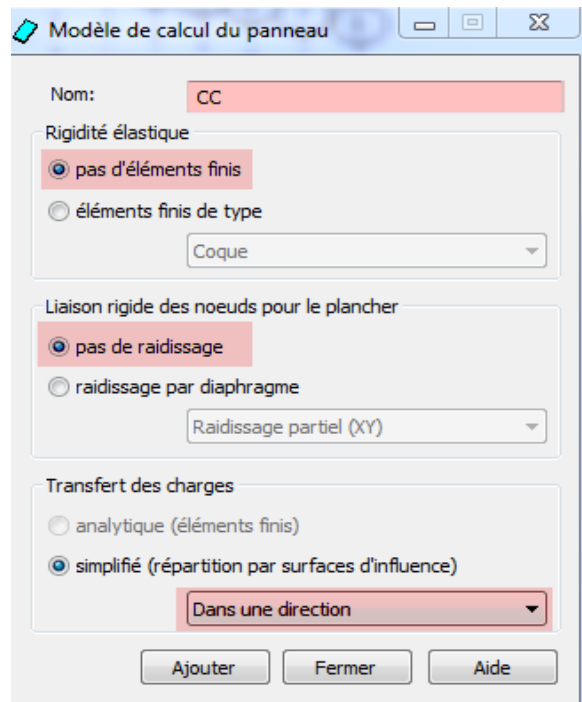 Modèle de calcul du panneau
Nom: CC
Rigidité élastique
pas d'éléments finis
éléments finis de type
Coque
Liaison rigide des noeuds pour le plancher
pas de raidissage
raidissage par diaphragme
Raidissage partiel (XY)
Transfert des charges
analytique (éléments finis)
simplifié (répartition par surfaces d'influence)
Dans une direction
Ajouter Fermer Aide